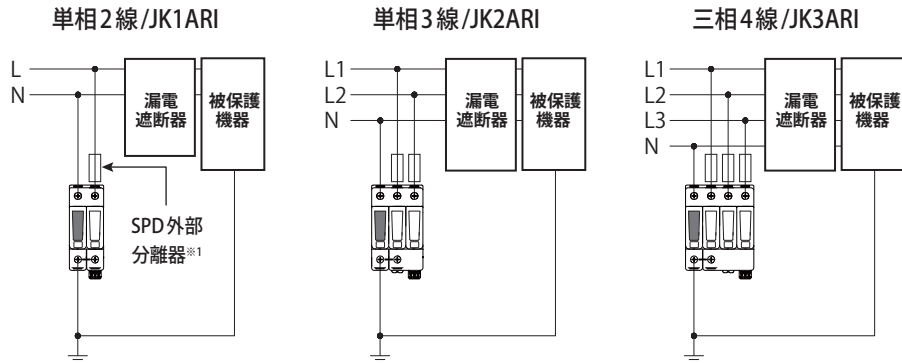 単相2線/JK1ARI
L
N
漏電
遮断器
被保護
機器
SPD外部
分離器※1
単相3線/JK2ARI
L1
L2
N
漏電
遮断器
被保護
機器
三相4線/JK3ARI
L1
L2
L3
N
漏電
遮断器
被保護
機器